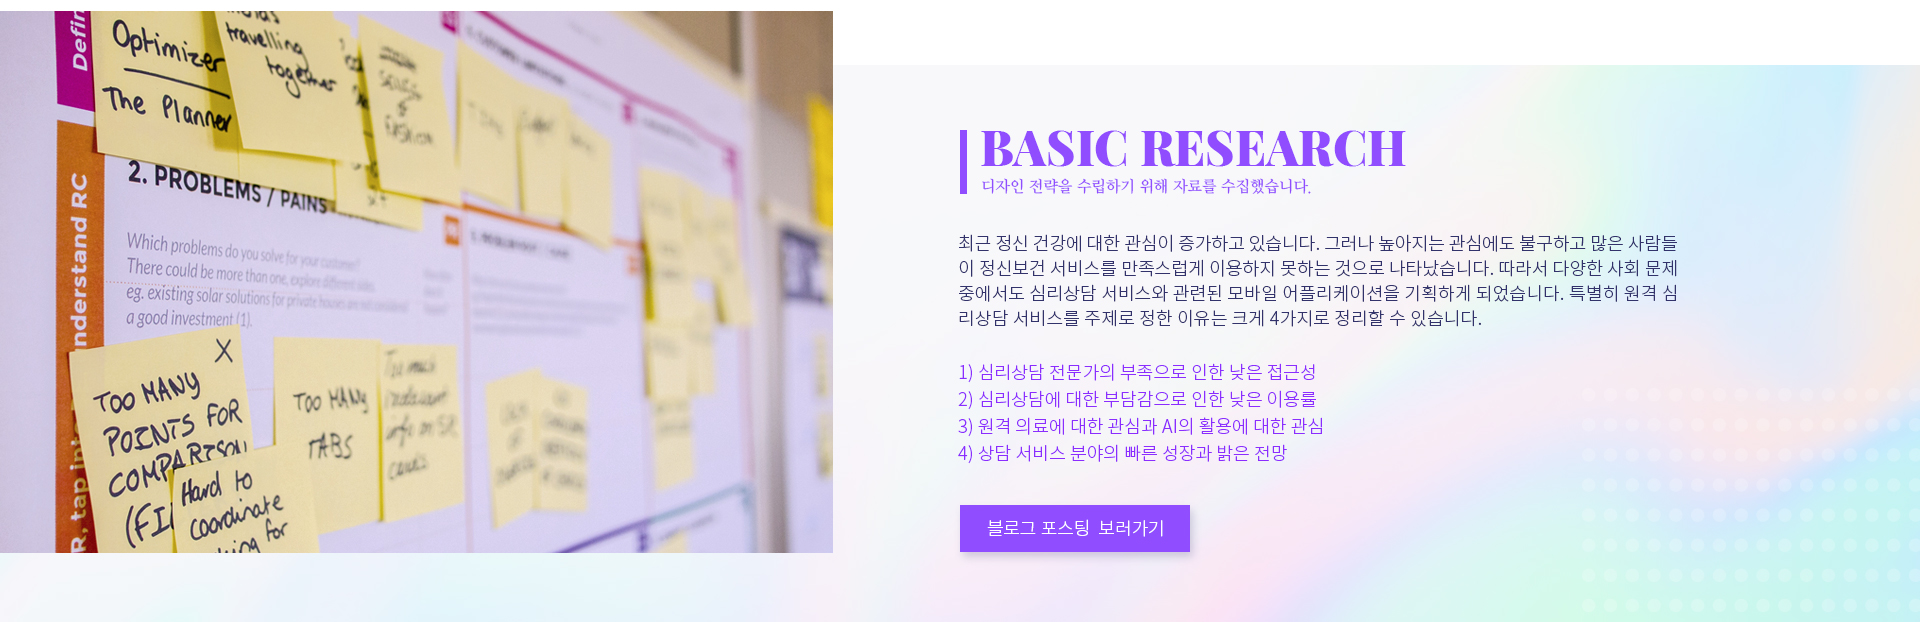 Defin
Optimizer
The Planner
travelling
together
2. PROBLEMS / PAINS
Which problems do you solve for your customer?
There could be more than one, explore different sides.
eg. existing solar solutions for private houses are not considered
a good investment (1).
understand RC
R, tap
X
TOO MANY
POINTS FOR
COMPARISON
Hard to
coordinate
for
TOO MANY
TABS
Too much
irrelevant
info on SR
cards
FASHION
BASIC RESEARCH
디자인 전략을 수립하기 위해 자료를 수집했습니다.
최근 정신 건강에 대한 관심이 증가하고 있습니다. 그러나 높아지는 관심에도 불구하고 많은 사람들
이 정신보건 서비스를 만족스럽게 이용하지 못하는 것으로 나타났습니다. 따라서 다양한 사회 문제
중에서도 심리상담 서비스와 관련된 모바일 어플리케이션을 기획하게 되었습니다. 특별히 원격 심
리상담 서비스를 주제로 정한 이유는 크게 4가지로 정리할 수 있습니다.
1) 심리상담 전문가의 부족으로 인한 낮은 접근성
2) 심리상담에 대한 부담감으로 인한 낮은 이용률
3) 원격 의료에 대한 관심과 AI의 활용에 대한 관심
4) 상담 서비스 분야의 빠른 성장과 밝은 전망
블로그 포스팅 보러가기